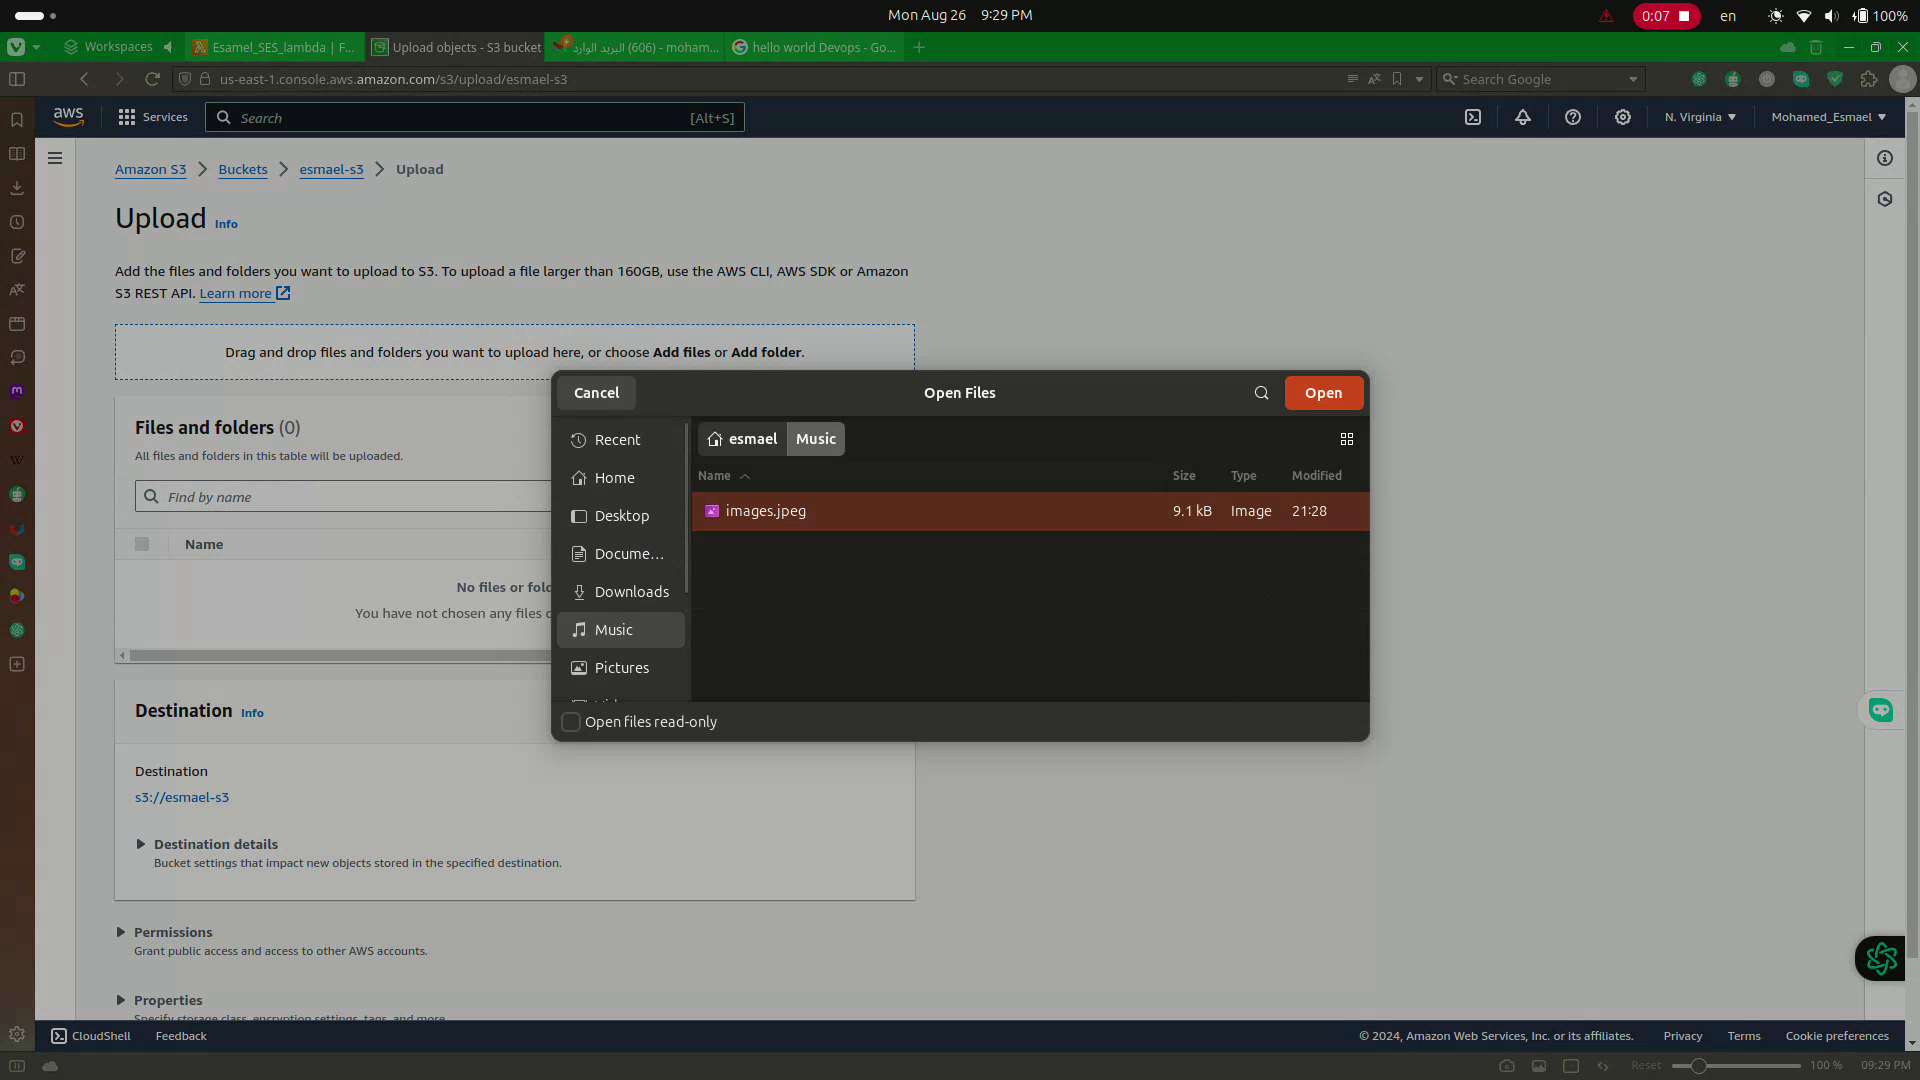 Mon Aug 26 9:29 PM
0:07
en
100%
Workspaces
Esamel_SES_lambda | F...
Upload objects - S3 bucket
البريد الوارد (606) - moham...
hello world Devops - Go...
us-east-1.console.aws.amazon.com/s3/upload/esmael-s3
Search Google
aws
Services
Search
[Alt+S]
N. Virginia
Mohamed_Esmael
Amazon S3
Buckets
esmael-s3
Upload
Upload
Info
Add the files and folders you want to upload to S3. To upload a file larger than 160GB, use the AWS CLI, AWS SDK or Amazon
S3 REST API. Learn more
Drag and drop files and folders you want to upload here, or choose Add files or Add folder.
Files and folders (0)
All files and folders in this table will be uploaded.
Find by name
Name
No files or fold
You have not chosen any files
Cancel
Open Files
Open
Recent
Home
Desktop
Docume...
Downloads
Music
Pictures
esmael
Music
Name
Size
Type
Modified
images.jpeg
9.1 kB
Image
21:28
Open files read-only
Destination
Info
Destination
s3://esmael-s3
Destination details
Bucket settings that impact new objects stored in the specified destination.
Permissions
Grant public access and access to other AWS accounts.
Properties
Specify storage class, encryption settings, tags, and more.
CloudShell
Feedback
© 2024, Amazon Web Services, Inc. or its affiliates.
Privacy
Terms
Cookie preferences
Reset
100 %
09:29 PM